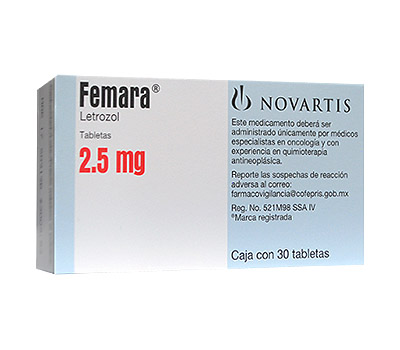 Femara®
Letrozol
Tabletas
2.5 mg
NOVARTIS
Este medicamento deberá ser
administrado únicamente por médicos
especialistas en oncología y con
experiencia en quimioterapia
antineoplásica.
Reporte las sospechas de reacción
adversa al correo:
farmacovigilancia@cofepris.gob.mx
Reg. No. 521M98 SSA IV
®Marca registrada
Caja con 30 tabletas